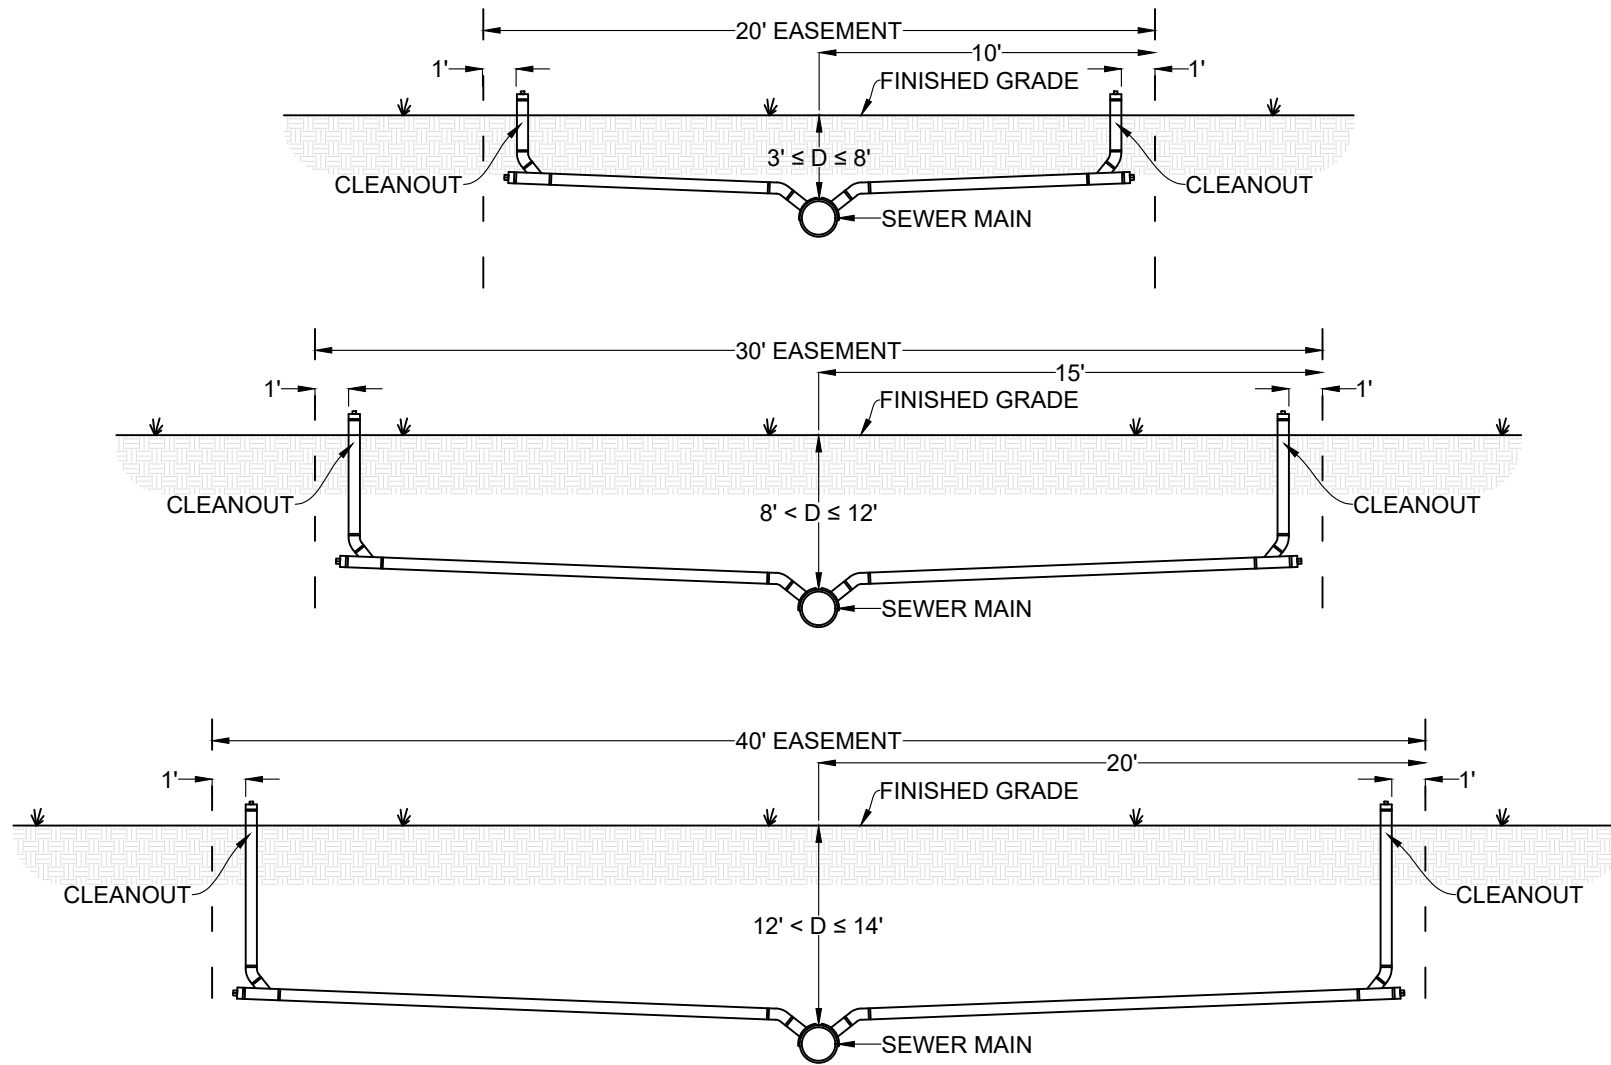 20' EASEMENT
10'
1'
1'
FINISHED GRADE
3' ≤ D ≤ 8'
CLEANOUT
CLEANOUT
SEWER MAIN
30' EASEMENT
15'
1'
1'
FINISHED GRADE
CLEANOUT
CLEANOUT
8' < D ≤ 12'
SEWER MAIN
40' EASEMENT
20'
1'
1'
FINISHED GRADE
CLEANOUT
CLEANOUT
12' < D ≤ 14'
SEWER MAIN